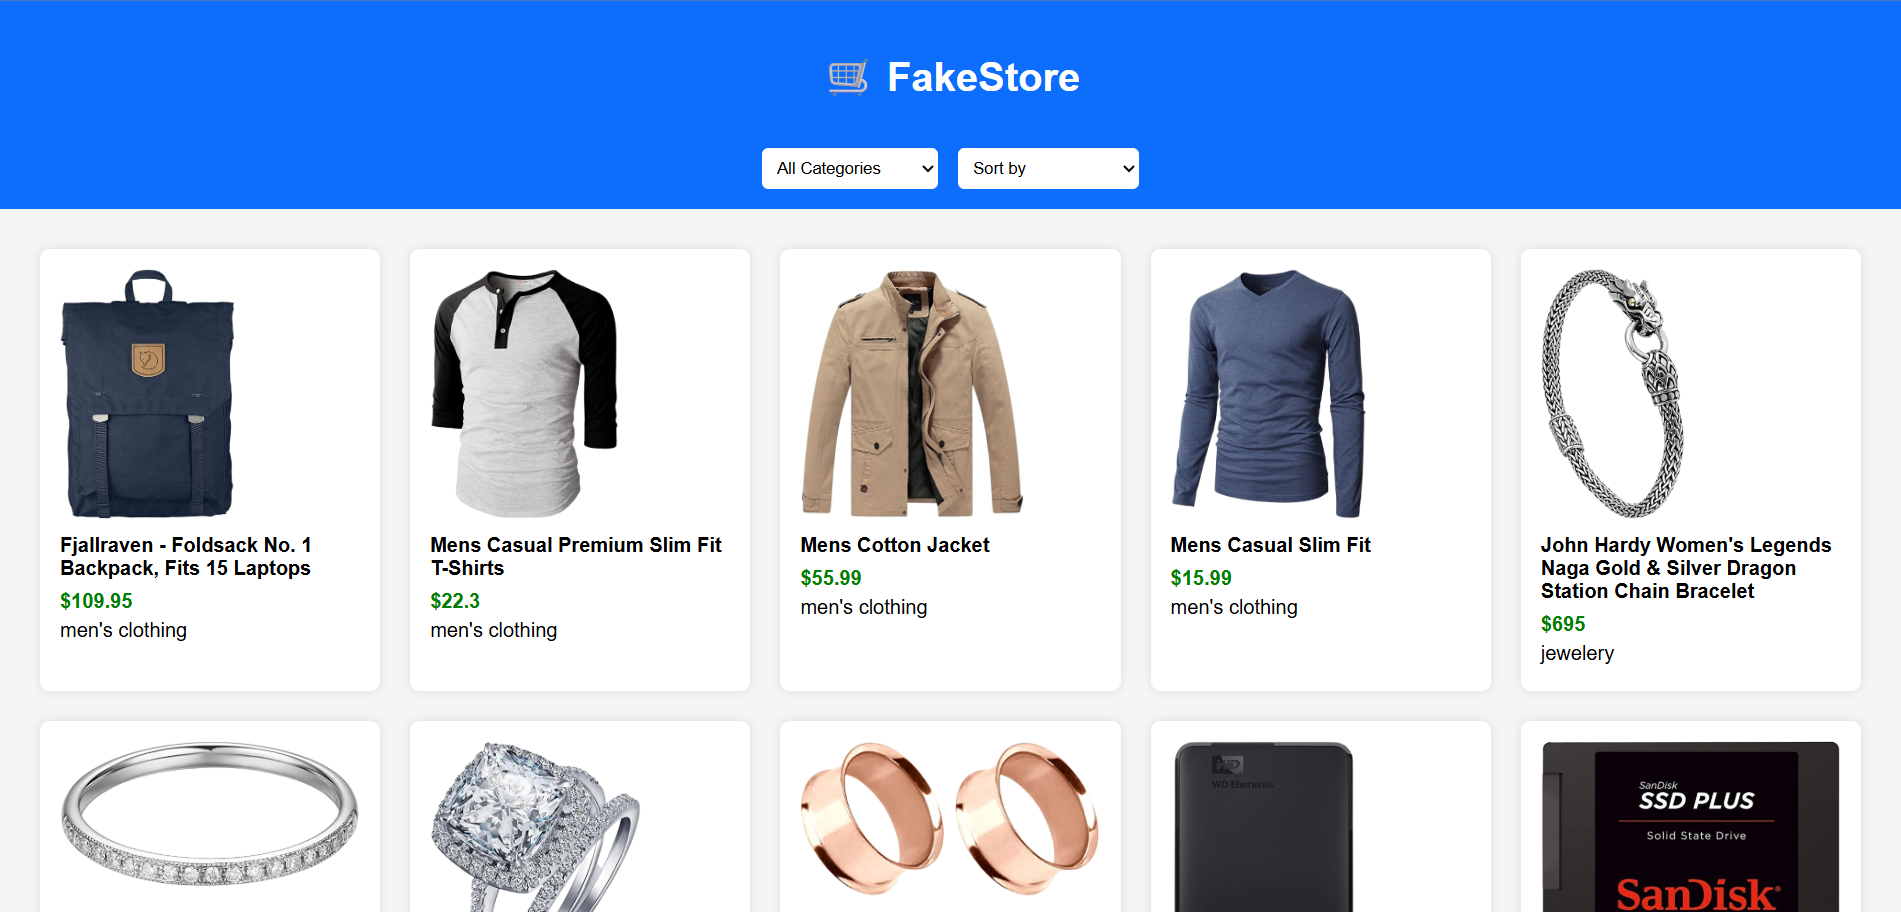 FakeStore
All Categories
Sort by
Fjallraven - Foldsack No. 1
Backpack, Fits 15 Laptops
$109.95
men's clothing
Mens Casual Premium Slim Fit
T-Shirts
$22.3
men's clothing
Mens Cotton Jacket
$55.99
men's clothing
Mens Casual Slim Fit
$15.99
men's clothing
John Hardy Women's Legends
Naga Gold & Silver Dragon
Station Chain Bracelet
$695
jewelery
WD
WD Elements
SanDisk
SSD PLUS
Solid State Drive
SanDisk